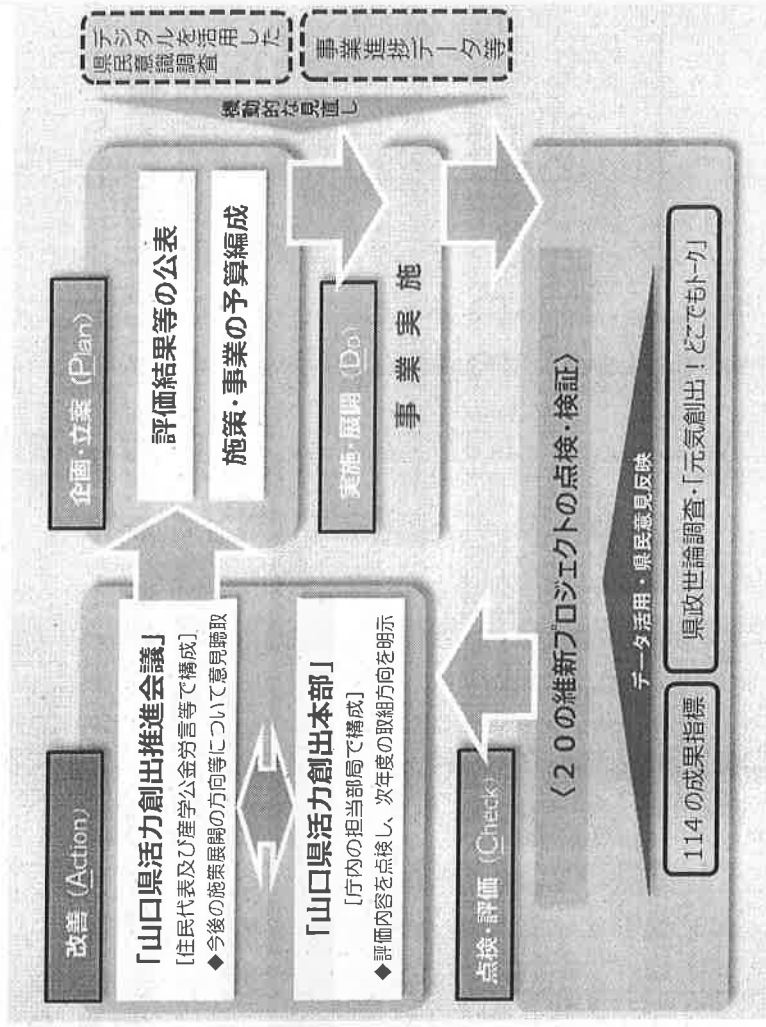 改善（Action）
「山口県活力創出推進会議」
[住民代表及び産学公金労言等で構成]
◆今後の施策展開の方向等について意見聴取
「山口県活力創出本部」
[庁内の担当部局で構成]
◆評価内容を点検し、次年度の取組方向を明示
企画・立案（Plan）
評価結果等の公表
施策・事業の予算編成
機動的な見直し
デジタルを活用した
県民意識調査
事業進捗データ等
実施・展開（Do）
事業実施
点検・評価（Check）
〈２０の維新プロジェクトの点検・検証〉
データ活用・県民意見反映
114の成果指標
県政世論調査・「元気創出！どこでもトーク」